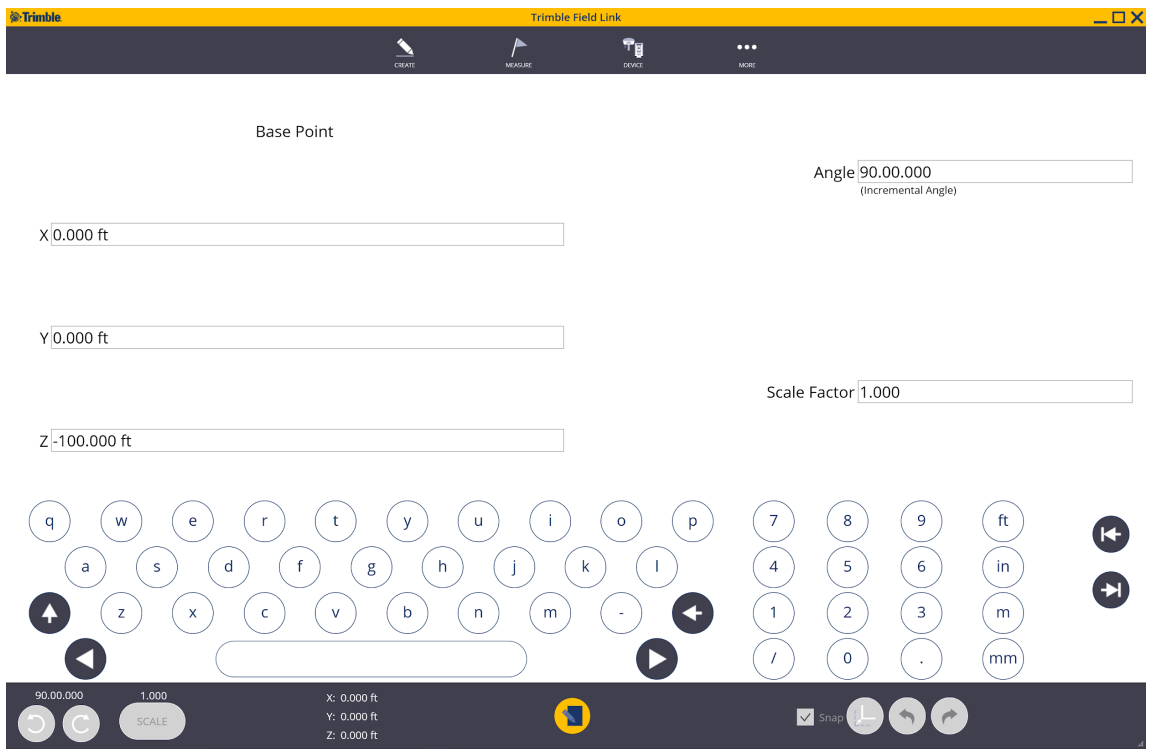 Trimble.
Trimble Field Link
CREATE
MEASURE
DEVICE
MORE
Base Point
Angle 90.00.000
(Incremental Angle)
X 0.000 ft
Y 0.000 ft
Scale Factor 1.000
Z -100.000 ft
q w e r t y u i o p 7 8 9 ft
a s d f g h j k l 4 5 6 in
z x c v b n m - 1 2 3 m
/ 0 . mm
90.00.000
1.000
SCALE
X: 0.000 ft
Y: 0.000 ft
Z: 0.000 ft
Snap